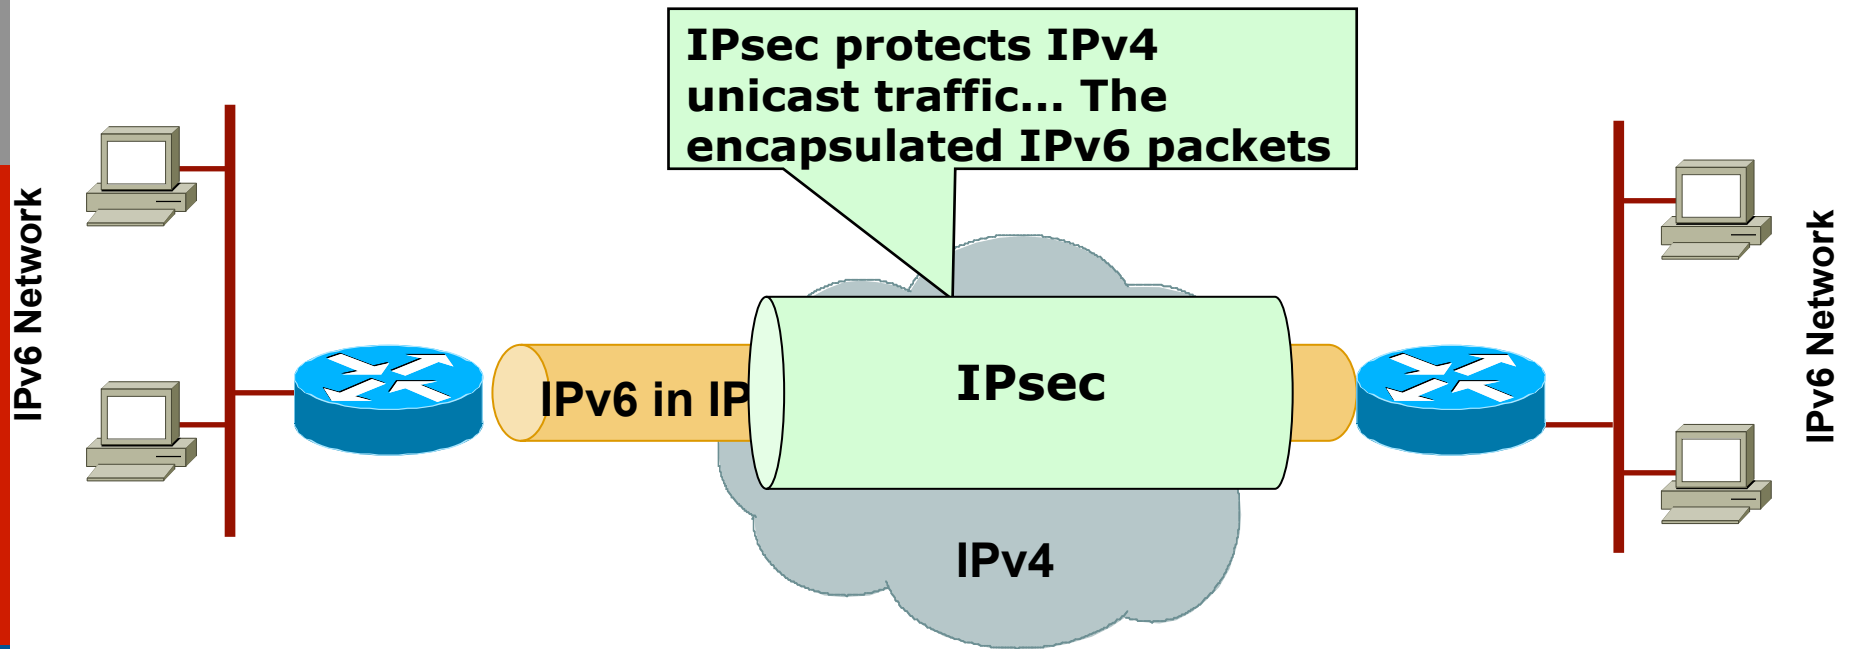 IPsec protects IPv4
unicast traffic... The
encapsulated IPv6 packets
IPv6 Network
IPv6 in IP
IPsec
IPv6 Network
IPv4